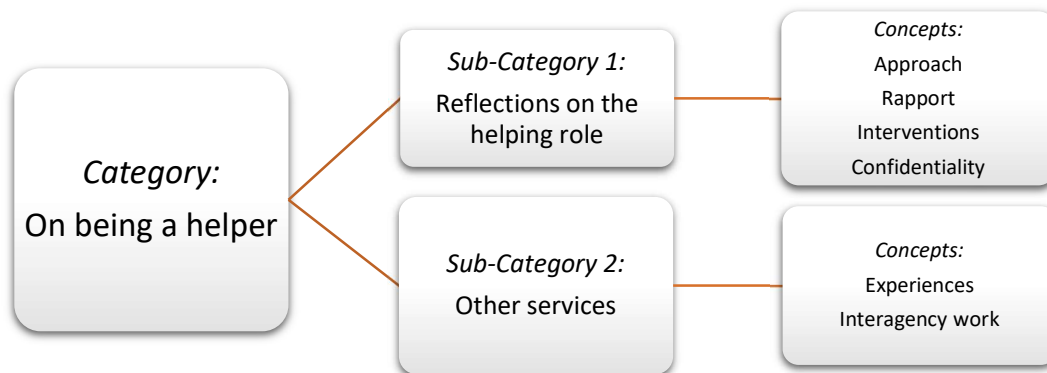 Category:
On being a helper
Sub-Category 1:
Reflections on the
helping role
Concepts:
Approach
Rapport
Interventions
Confidentiality
Sub-Category 2:
Other services
Concepts:
Experiences
Interagency work